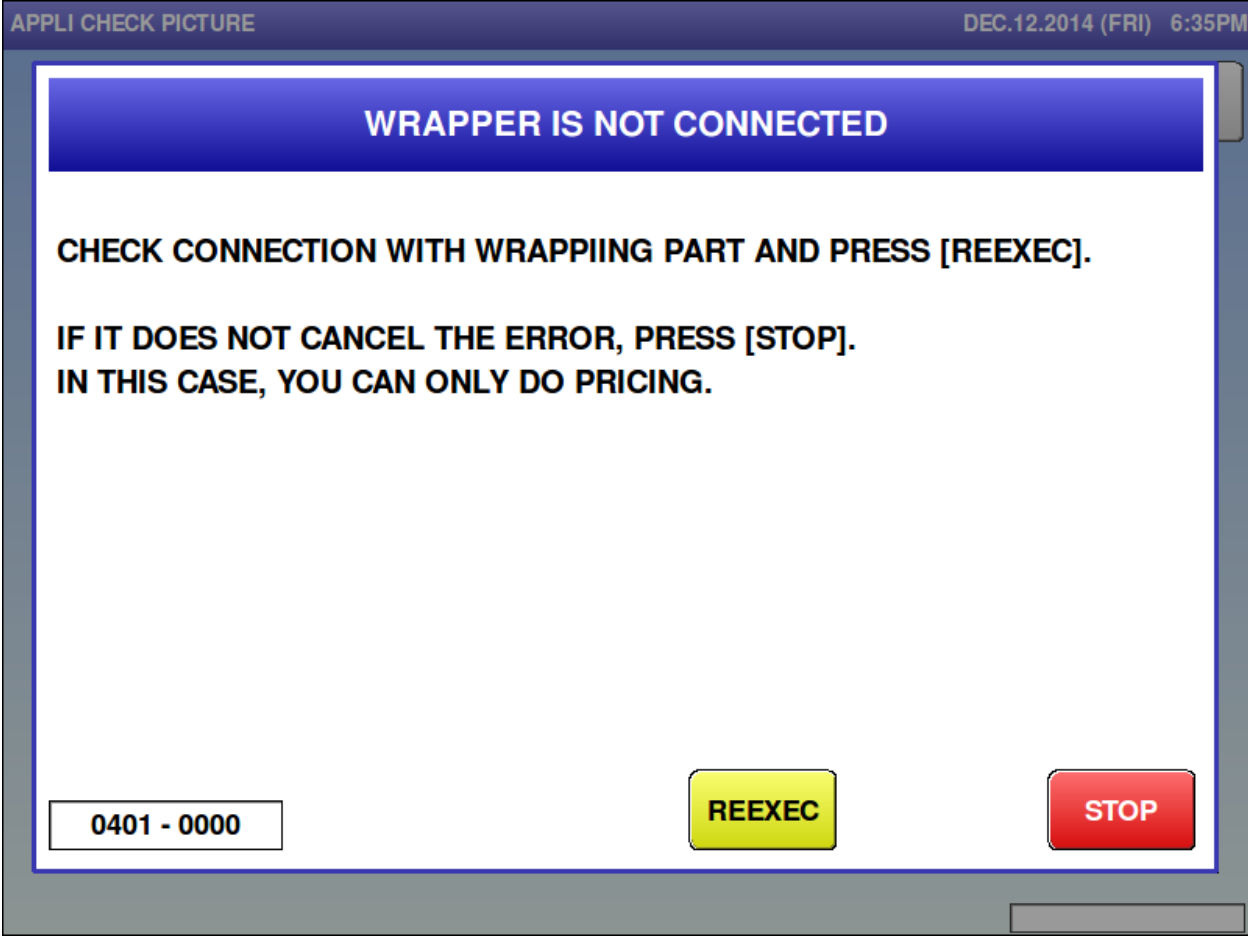 APPLI CHECK PICTURE DEC.12.2014 (FRI) 6:35PM
WRAPPER IS NOT CONNECTED
CHECK CONNECTION WITH WRAPPIING PART AND PRESS [REEXEC].
IF IT DOES NOT CANCEL THE ERROR, PRESS [STOP].
IN THIS CASE, YOU CAN ONLY DO PRICING.
0401 - 0000 REEXEC STOP